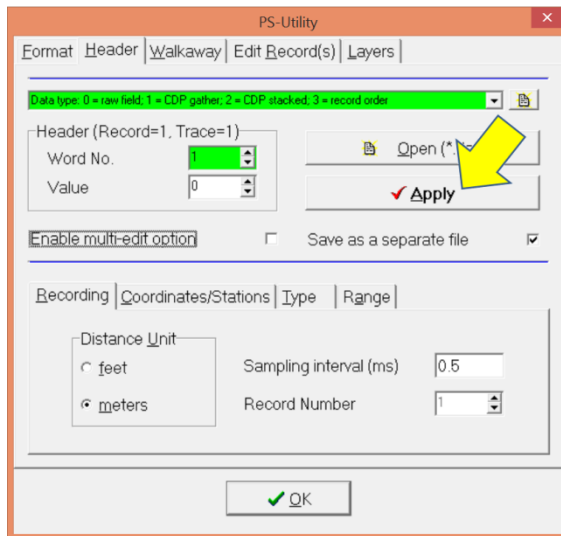 PS-Utility
Format Header Walkaway Edit Record(s) Layers
Data type: 0 = raw field; 1 = CDP gather; 2 = CDP stacked; 3 = record order
Header (Record=1, Trace=1)
Word No. 1
Value 0
Open (*.
Apply
Enable multi-edit option
Save as a separate file
Recording Coordinates/Stations Type Range
Distance Unit
feet
meters
Sampling interval (ms) 0.5
Record Number 1
OK